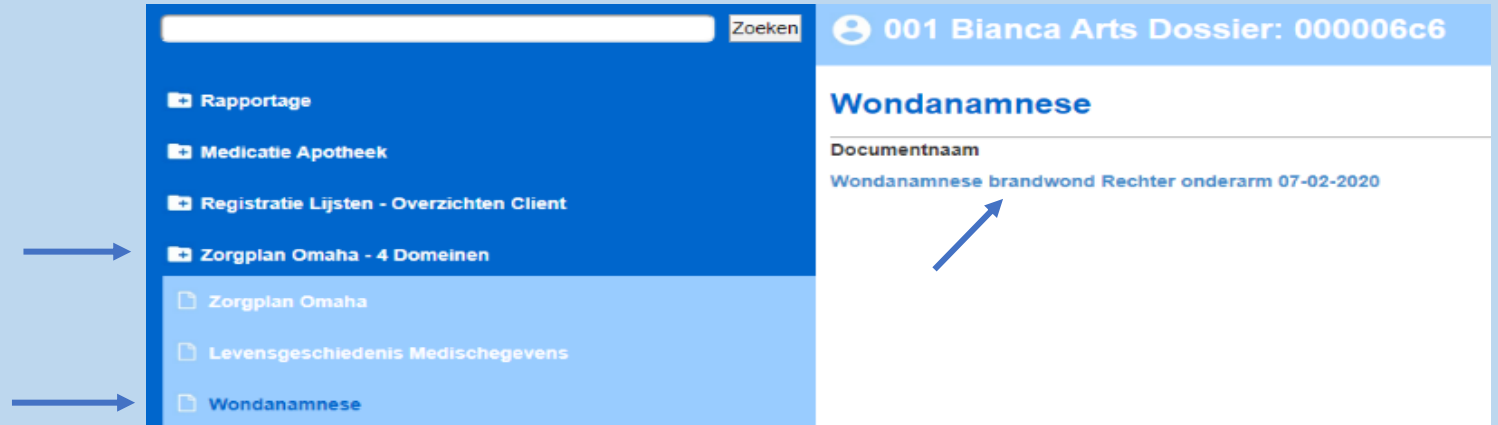 Zoeken
Rapportage
Medicatie Apotheek
Registratie Lijsten - Overzichten Client
Zorgplan Omaha - 4 Domeinen
Zorgplan Omaha
Levensgeschiedenis Medischegevens
Wondanamnese
001 Bianca Arts Dossier: 000006c6
Wondanamnese
Documentnaam
Wondanamnese brandwond Rechter onderarm 07-02-2020